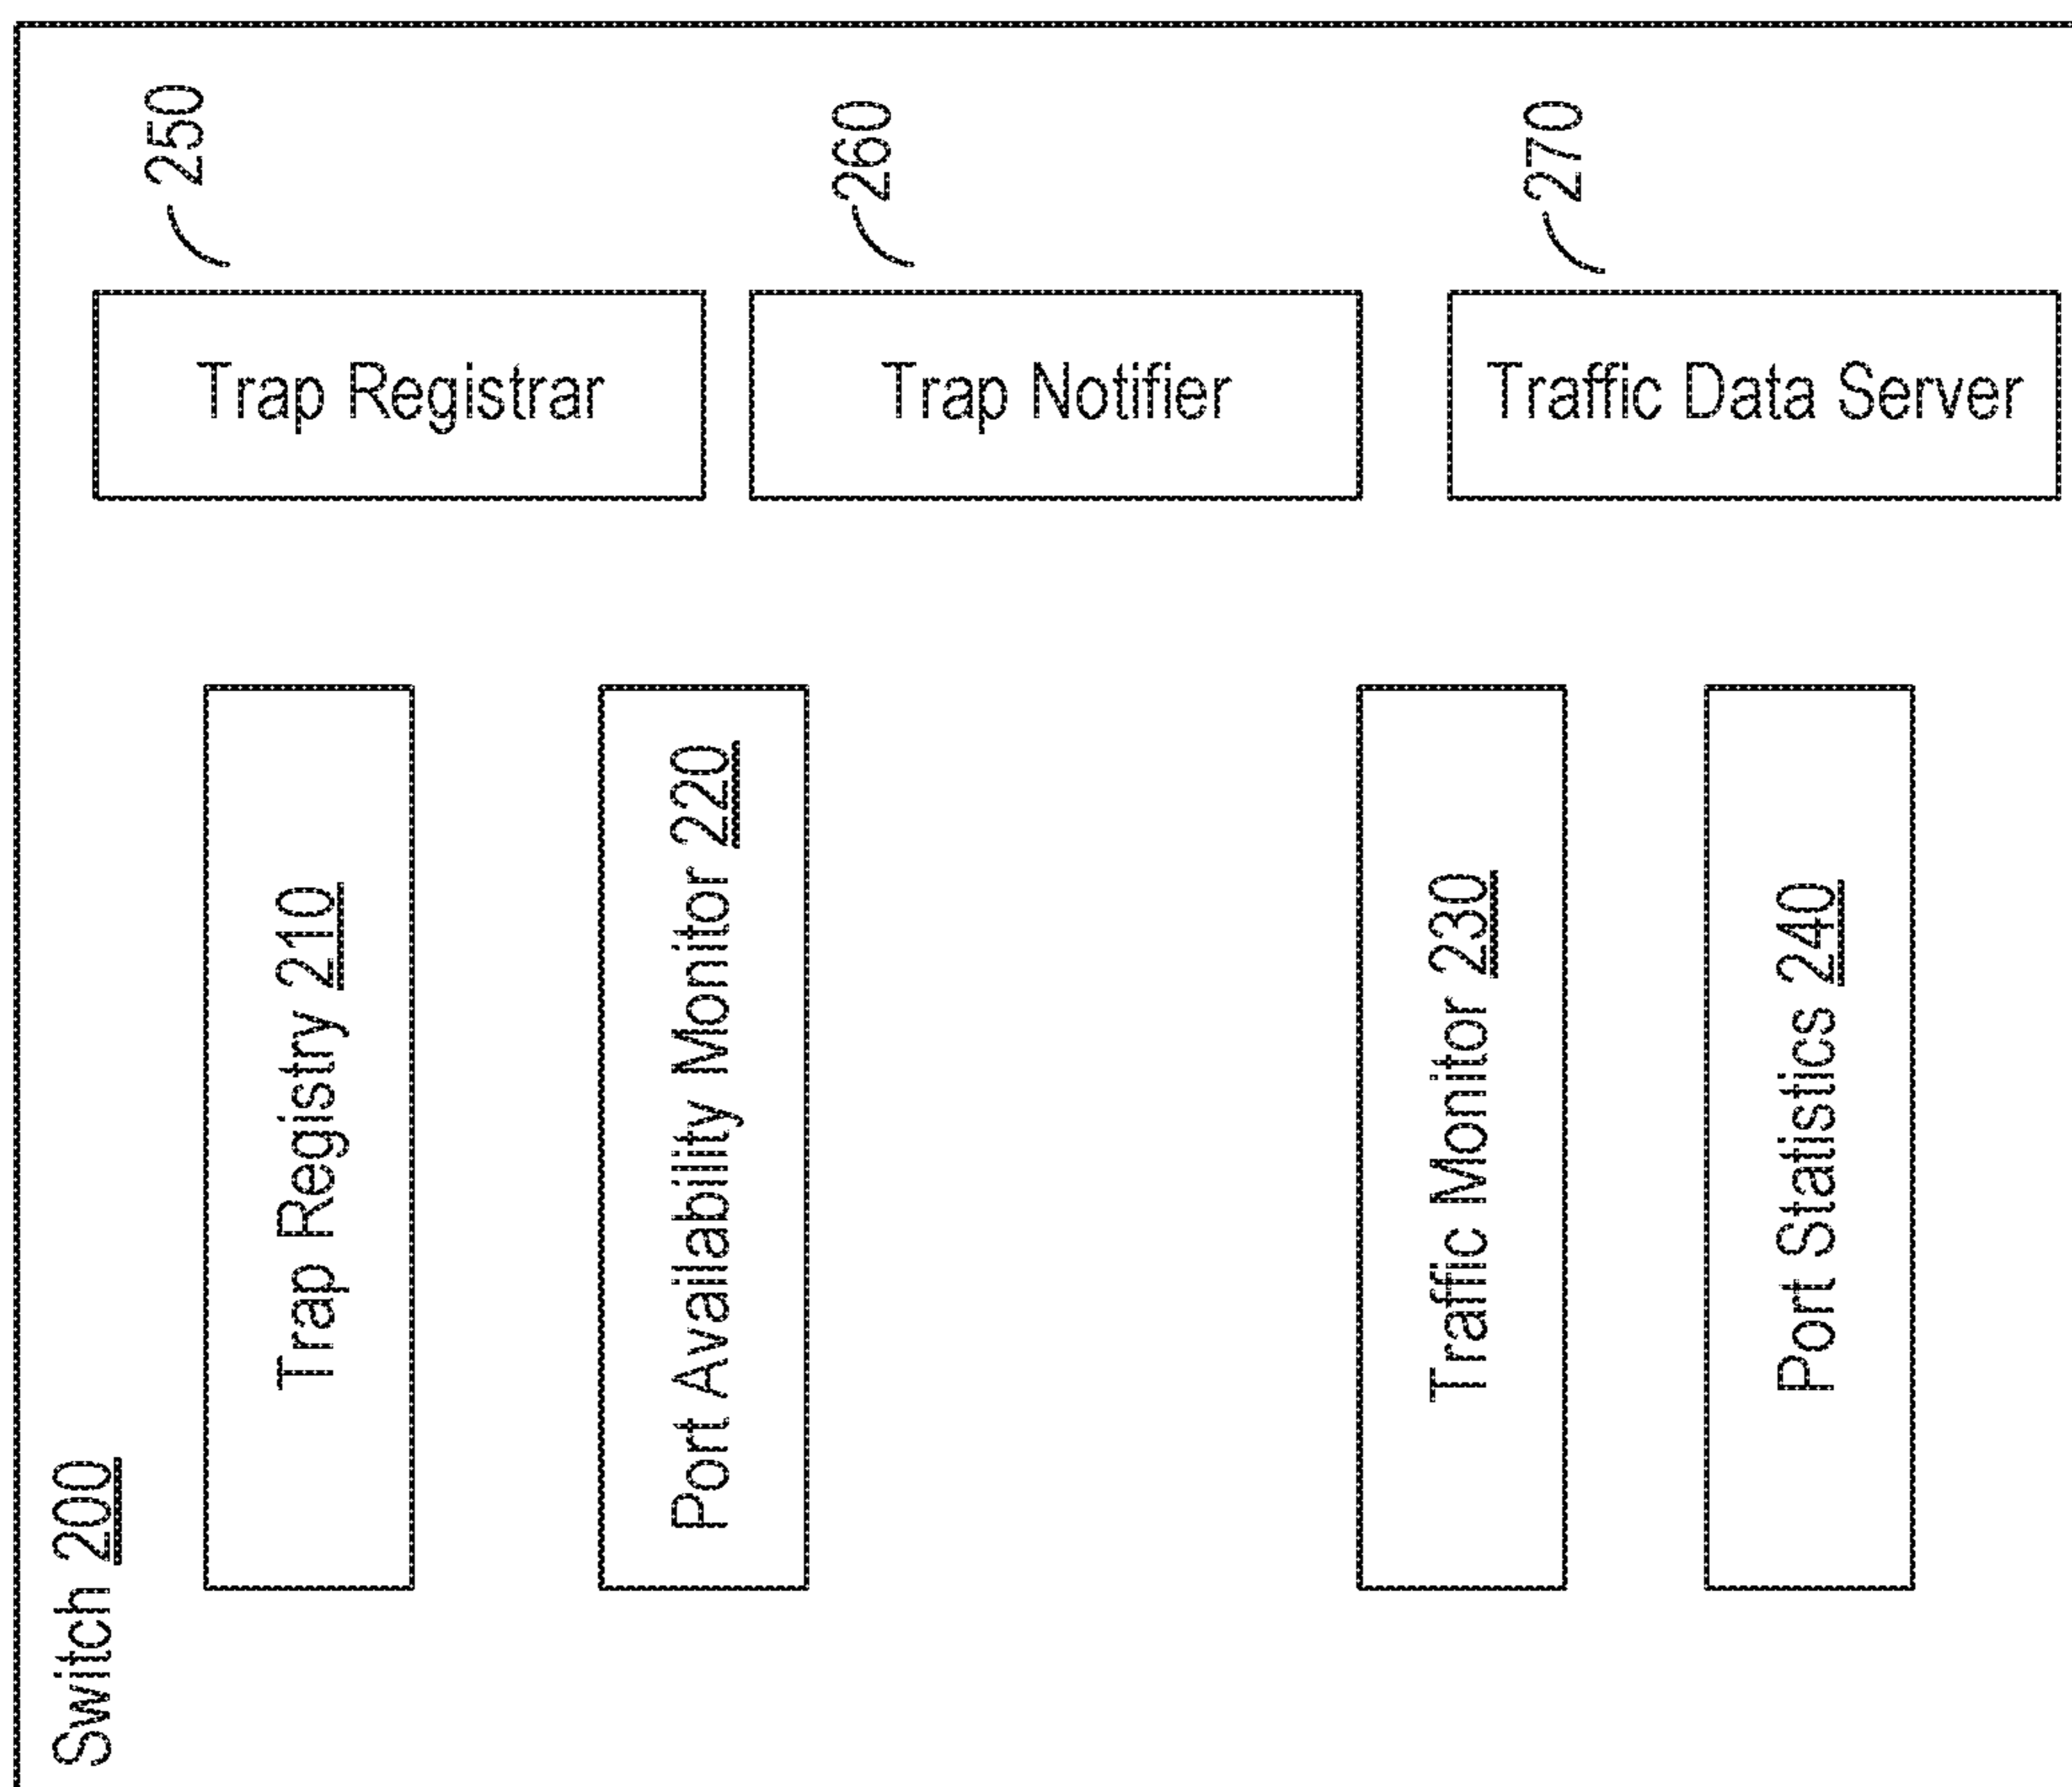 Switch 200
Trap Registry 210
Port Availability Monitor 220
Traffic Monitor 230
Port Statistics 240
Trap Registrar
250
Trap Notifier
260
Traffic Data Server
270